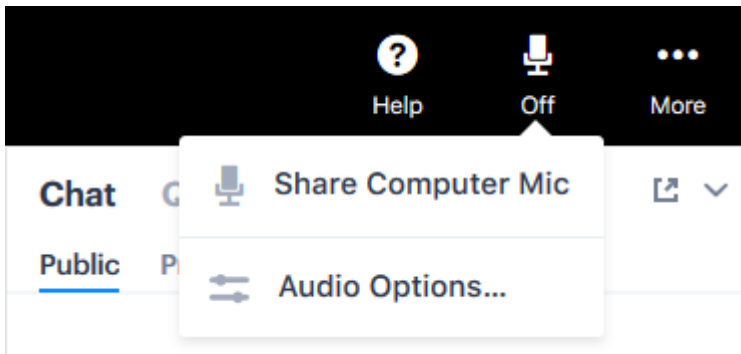 Help Off More
Chat
Share Computer Mic
Public
Audio Options...